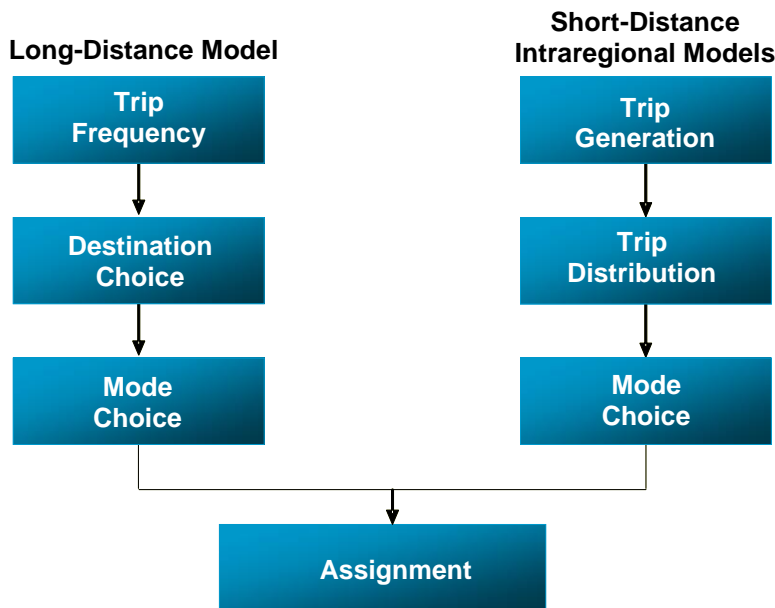 Long-Distance Model
Trip
Frequency
Destination
Choice
Mode
Choice
Short-Distance
Intraregional Models
Trip
Generation
Trip
Distribution
Mode
Choice
Assignment